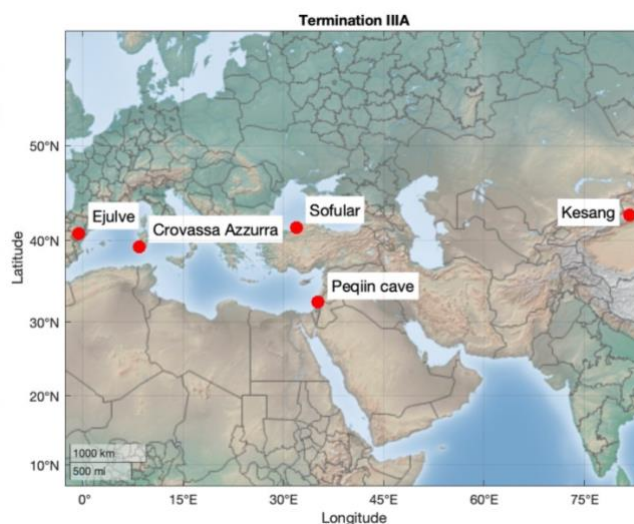 Termination IIIA
50°N
Ejulve
Sofular
Kesang
Crovassa Azzurra
40°N
Latitude
Peqiin cave
30°N
20°N
1000 km
500 mi
10°N
0°
15°E
30°E
45°E
60°E
75°E
Longitude